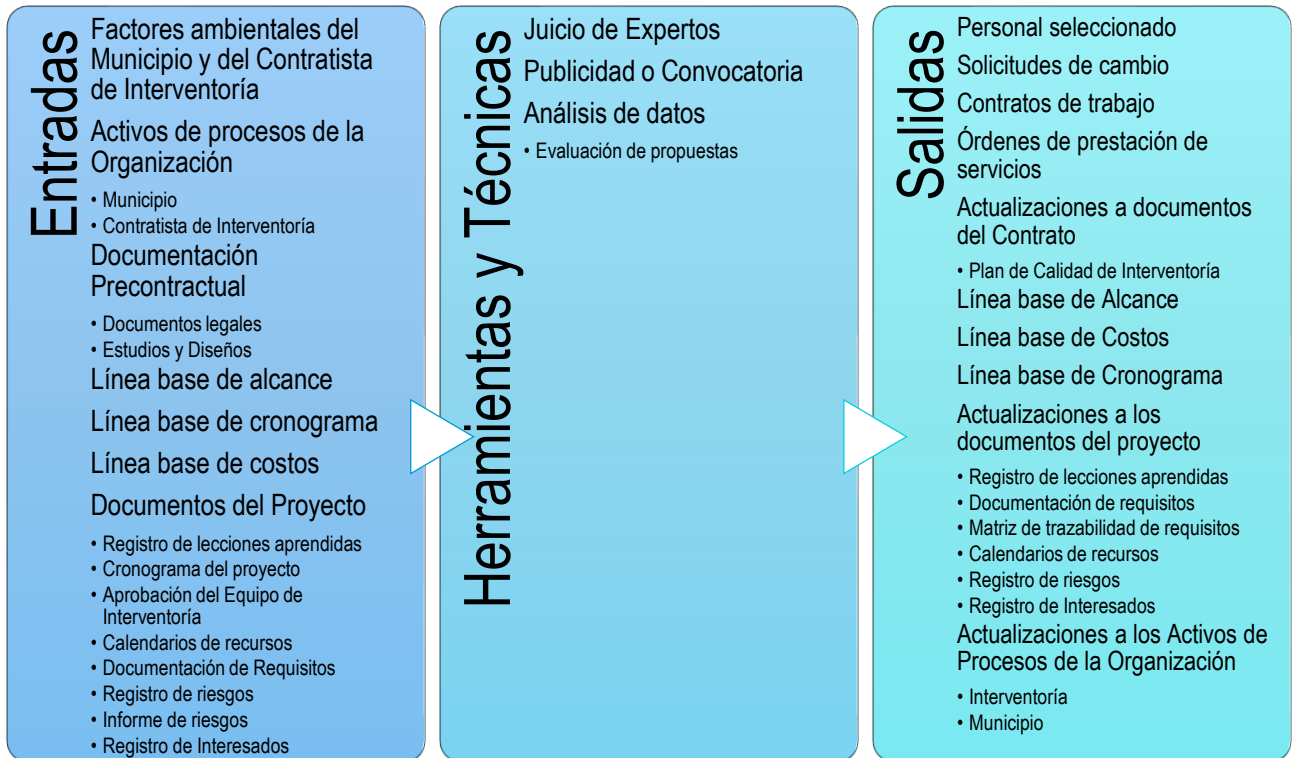 Entradas
Factores ambientales del
Municipio y del Contratista
de Interventoría
Activos de procesos de la
Organización
• Municipio
• Contratista de Interventoría
Documentación
Precontractual
• Documentos legales
• Estudios y Diseños
Línea base de alcance
Línea base de cronograma
Línea base de costos
Documentos del Proyecto
• Registro de lecciones aprendidas
• Cronograma del proyecto
• Aprobación del Equipo de
Interventoría
• Calendarios de recursos
• Documentación de Requisitos
• Registro de riesgos
• Informe de riesgos
• Registro de Interesados
Herramientas y Técnicas
Juicio de Expertos
Publicidad o Convocatoria
Análisis de datos
• Evaluación de propuestas
Salidas
Personal seleccionado
Solicitudes de cambio
Contratos de trabajo
Órdenes de prestación de
servicios
Actualizaciones a documentos
del Contrato
• Plan de Calidad de Interventoría
Línea base de Alcance
Línea base de Costos
Línea base de Cronograma
Actualizaciones a los
documentos del proyecto
• Registro de lecciones aprendidas
• Documentación de requisitos
• Matriz de trazabilidad de requisitos
• Calendarios de recursos
• Registro de riesgos
• Registro de Interesados
Actualizaciones a los Activos de
Procesos de la Organización
• Interventoría
• Municipio